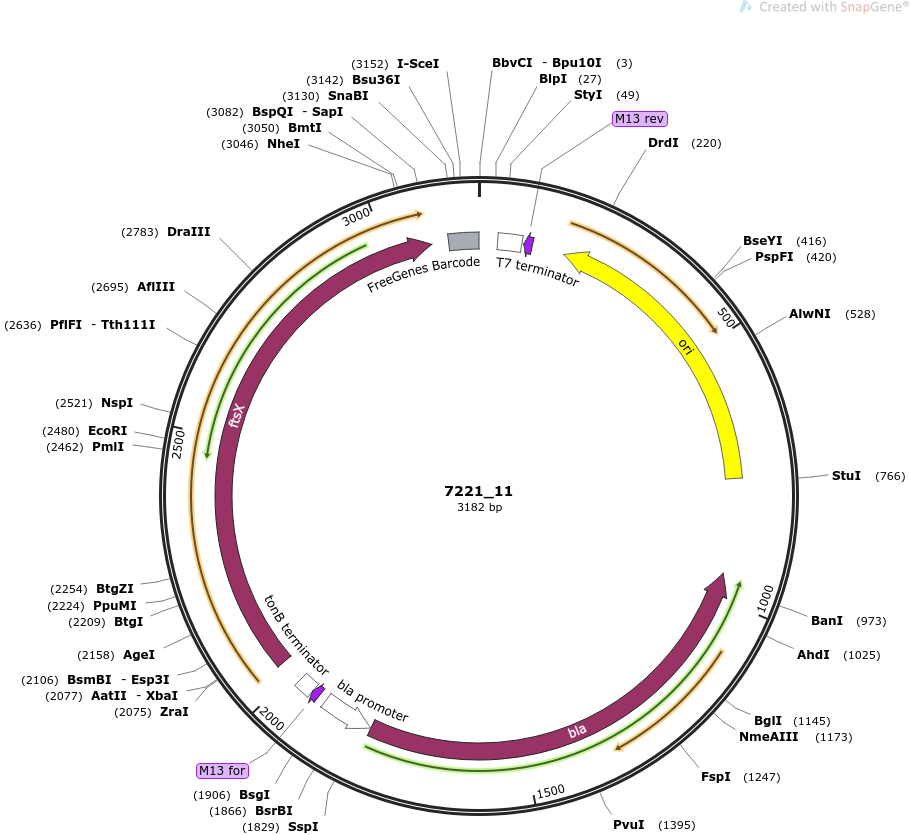 Created with SnapGene®
(3152) I-SceI
(3142) Bsu36I
(3130) SnaBI
(3082) BspQI - SapI
(3050) BmtI
(3046) NheI
BbvCI - Bpu10I (3)
BlpI (27)
StyI (49)
M13 rev
DrdI (220)
BseYI (416)
PspFI (420)
AlwNI (528)
StuI (766)
BanI (973)
AhdI (1025)
BglI (1145)
NmeAIII (1173)
FspI (1247)
PvuI (1395)
(2783) DraIII
(2695) AflIII
(2636) PflFI - Tth111I
(2521) NspI
(2480) EcoRI
(2462) PmlI
(2254) BtgZI
(2224) PpuMI
(2209) BtgI
(2158) AgeI
(2106) BsmBI - Esp3I
(2077) AatII - XbaI
(2075) ZraI
M13 for
(1906) BsgI
(1866) BsrBI
(1829) SspI
3000
500
1000
1500
2000
2500
FreeGenes Barcode
T7 terminator
ori
ftsX
tonB terminator
bla promoter
bla
7221_11
3182 bp